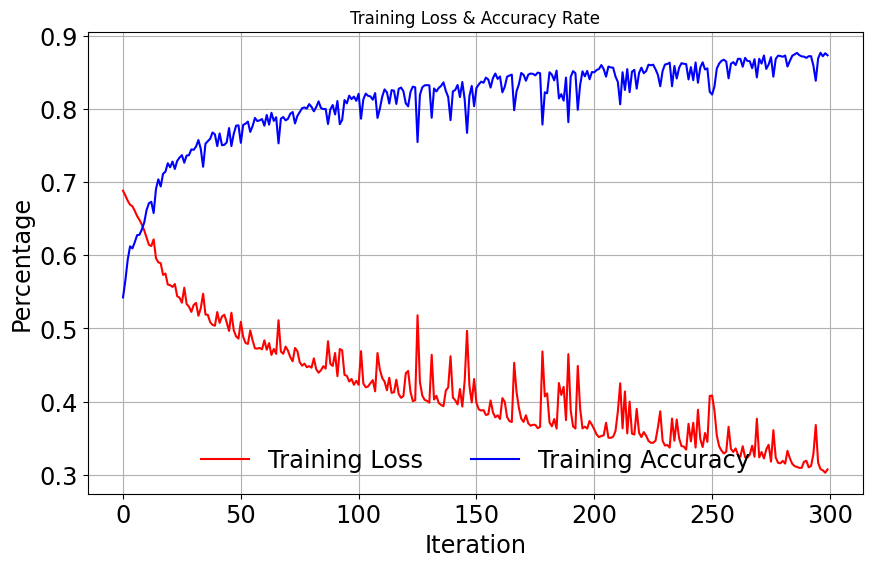 Training Loss & Accuracy Rate
0.9
0.8
0.7
0.6
0.5
0.4
0.3
Percentage
Training Loss
Training Accuracy
0
50
100
150
200
250
300
Iteration